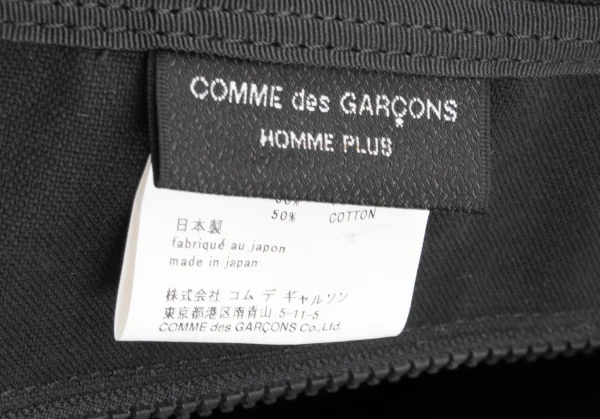 COMME des GARÇONS
HOMME PLUS
50% COTTON
日本製
fabriqué au japon
made in japan
株式会社 コム デ ギャルソン
東京都港区南青山 5-11-5
COMME des GARÇONS Co.,Ltd.